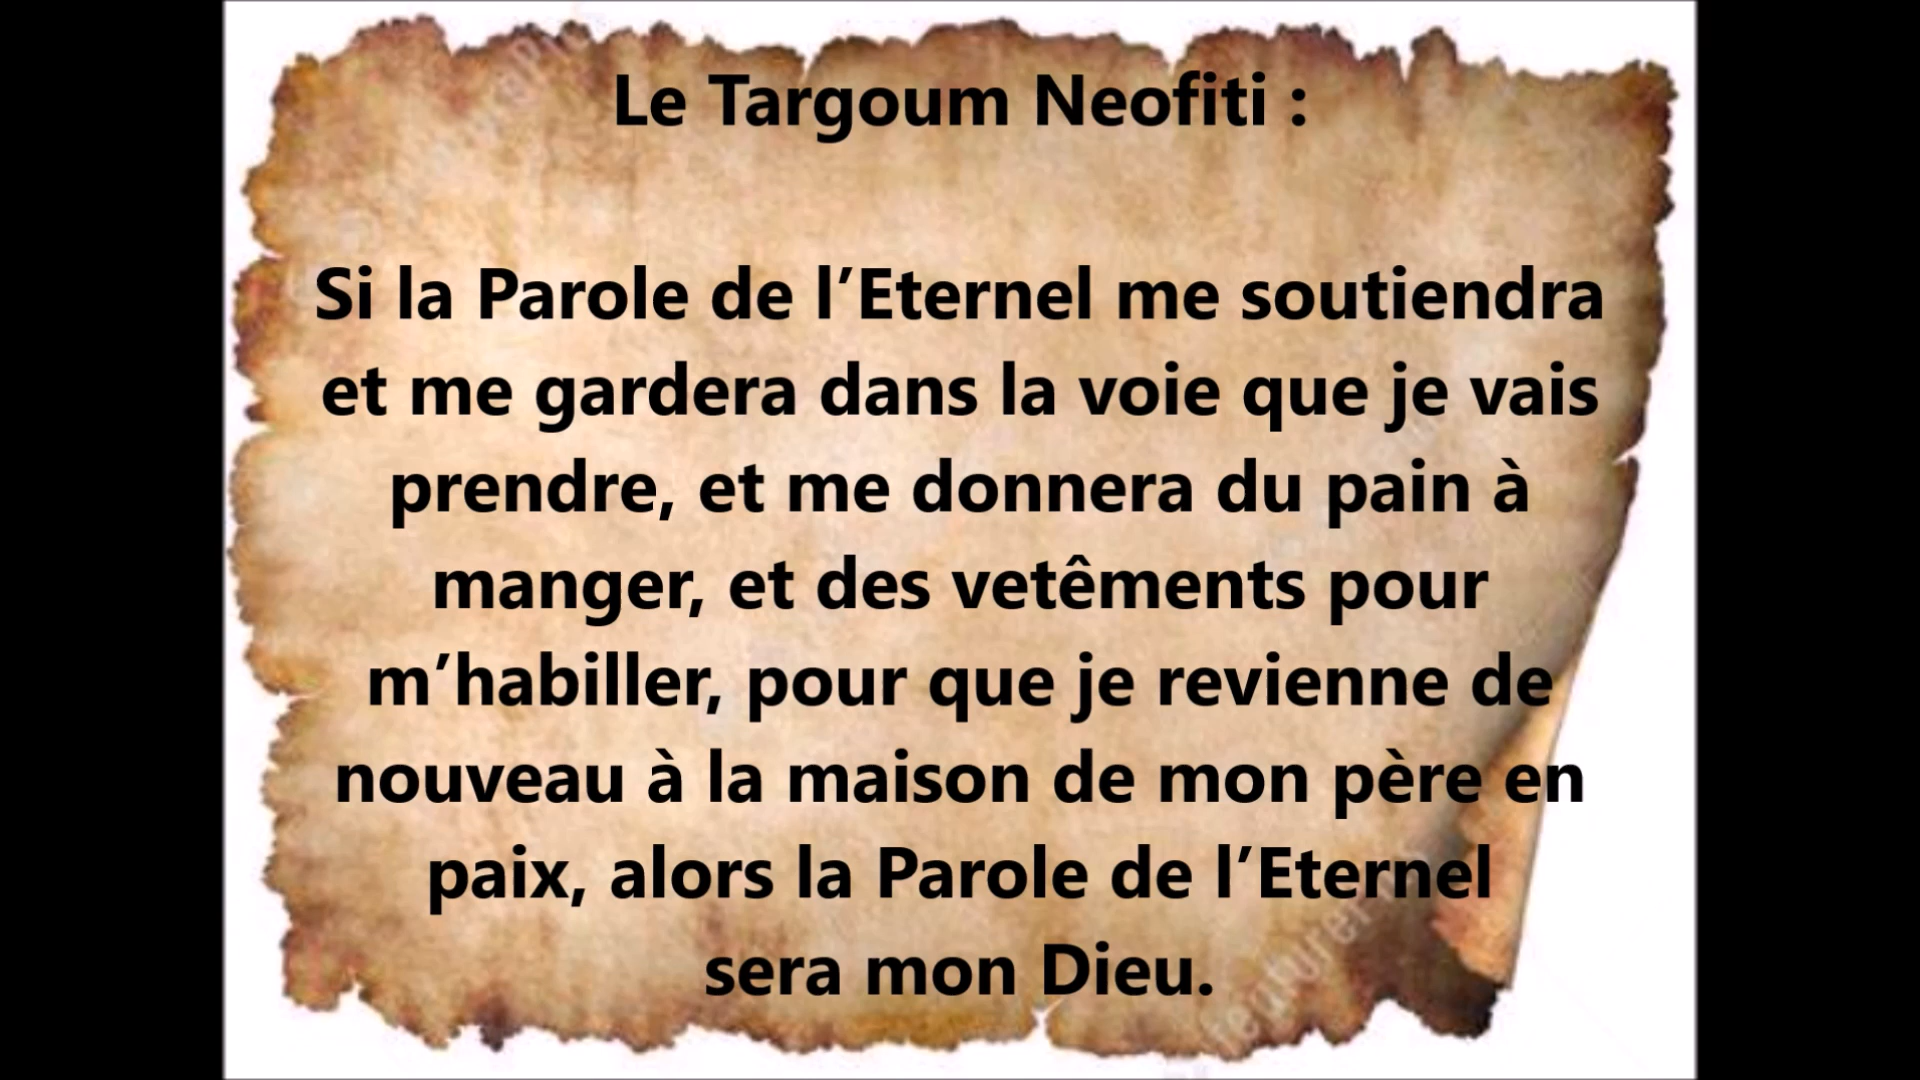 Le Targoum Neofiti :
Si la Parole de l’Eternel me soutiendra
et me gardera dans la voie que je vais
prendre, et me donnera du pain à
manger, et des vetêments pour
m’habiller, pour que je revienne de
nouveau à la maison de mon père en
paix, alors la Parole de l’Eternel
sera mon Dieu.